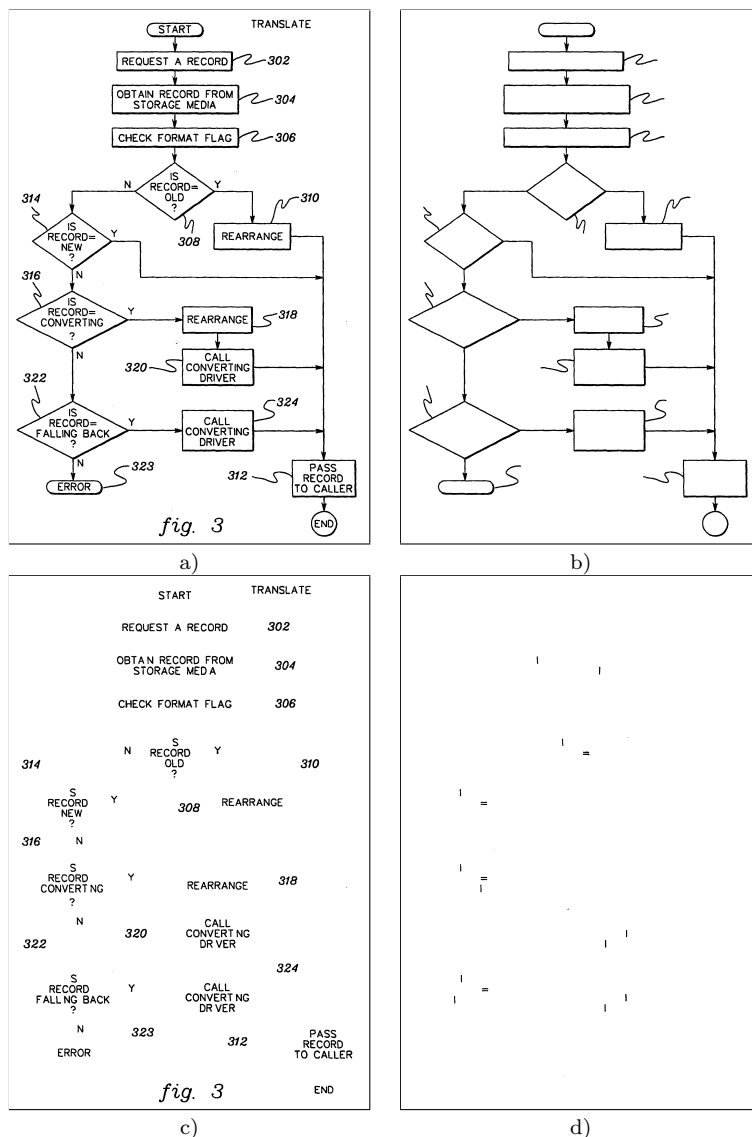 TRANSLATE
START
REQUEST A RECORD
302
OBTAIN RECORD FROM
STORAGE MEDIA
304
CHECK FORMAT FLAG
306
N
IS
RECORD=
OLD
?
Y
308
310
REARRANGE
314
IS
RECORD=
NEW
?
Y
N
316
IS
RECORD=
CONVERTING
?
Y
N
REARRANGE
318
320
CALL
CONVERTING
DRIVER
322
IS
RECORD=
FALLING BACK
?
Y
N
324
CALL
CONVERTING
DRIVER
ERROR
323
312
PASS
RECORD
TO CALLER
END
fig. 3
a)
b)
START
TRANSLATE
REQUEST A RECORD
302
OBTA N RECORD FROM
STORAGE MED A
304
CHECK FORMAT FLAG
306
N
S
RECORD
OLD
?
Y
314
310
S
RECORD
NEW
?
Y
308
REARRANGE
316
N
S
RECORD
CONVERT NG
?
Y
REARRANGE
318
N
320
CALL
CONVERT NG
DR VER
322
324
S
RECORD
FALL NG BACK
?
Y
CALL
CONVERT NG
DR VER
N
323
312
PASS
RECORD
TO CALLER
ERROR
fig. 3
END
I
I
I
=
I
=
I
=
I
I
I
I
=
I
I
I
c)
d)